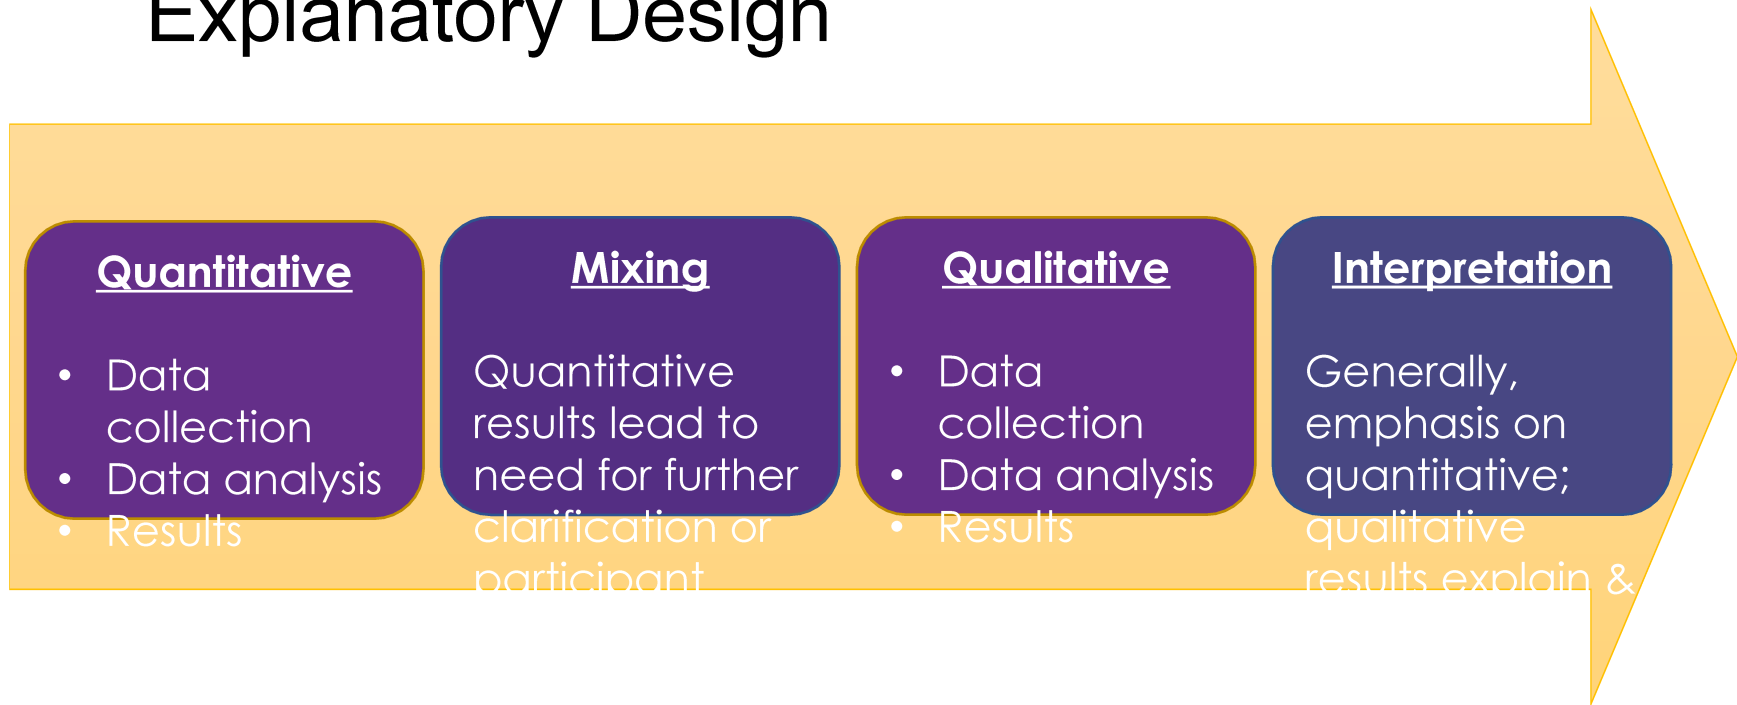 Explanatory Design
Quantitative
• Data
collection
• Data analysis
• Results
Mixing
Quantitative
results lead to
need for further
clarification or
participant
Qualitative
• Data
collection
• Data analysis
• Results
Interpretation
Generally,
emphasis on
quantitative;
qualitative
results explain &